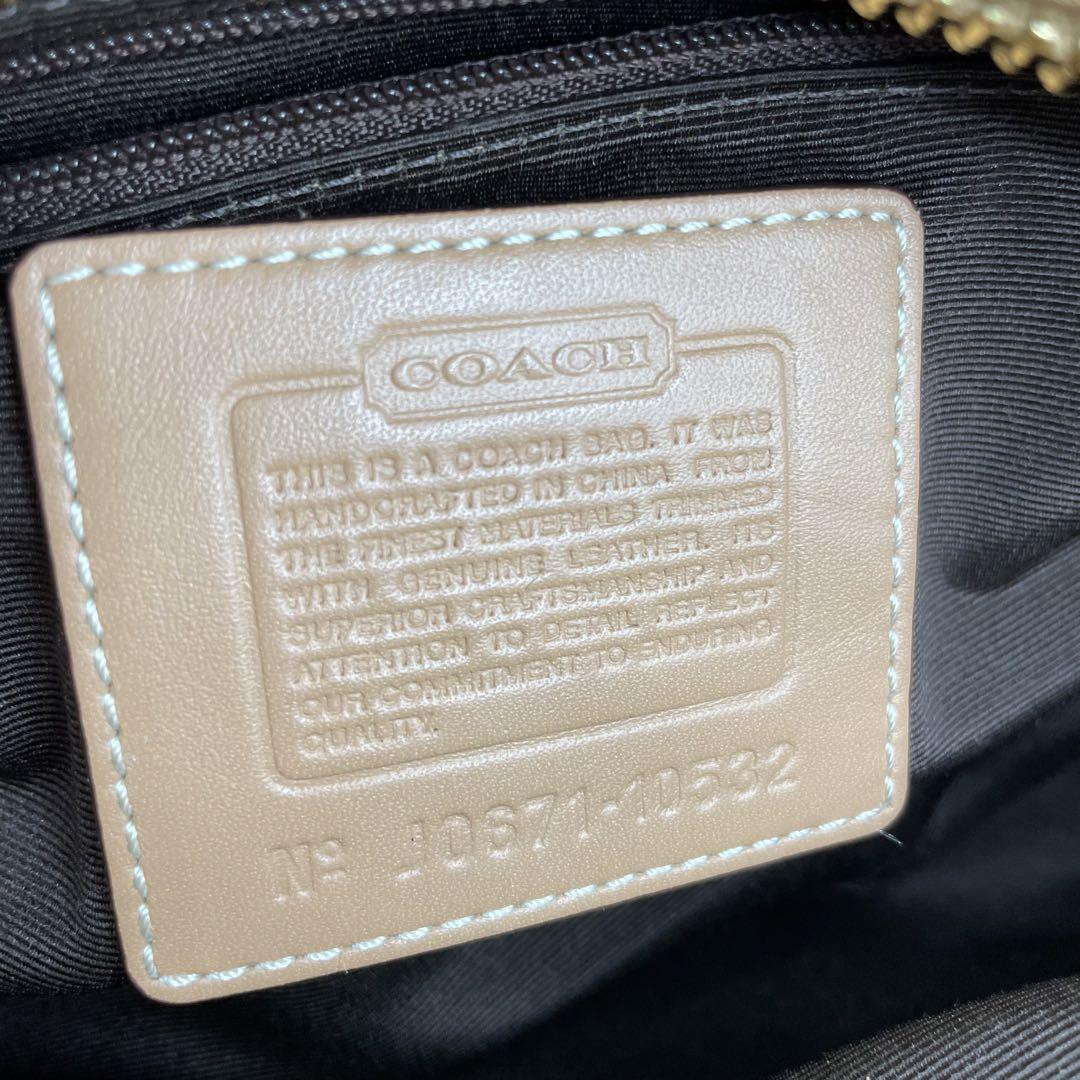 COACH
THIS IS A COACH BAG. IT WAS
HANDCRAFTED IN CHINA FROM
THE FINEST MATERIALS TRIMMED
WITH GENUINE LEATHER. ITS
SUPERIOR CRAFTSMANSHIP AND
ATTENTION TO DETAIL REFLECT
OUR COMMITMENT TO ENDURING
QUALITY.
Nº J0671-10532